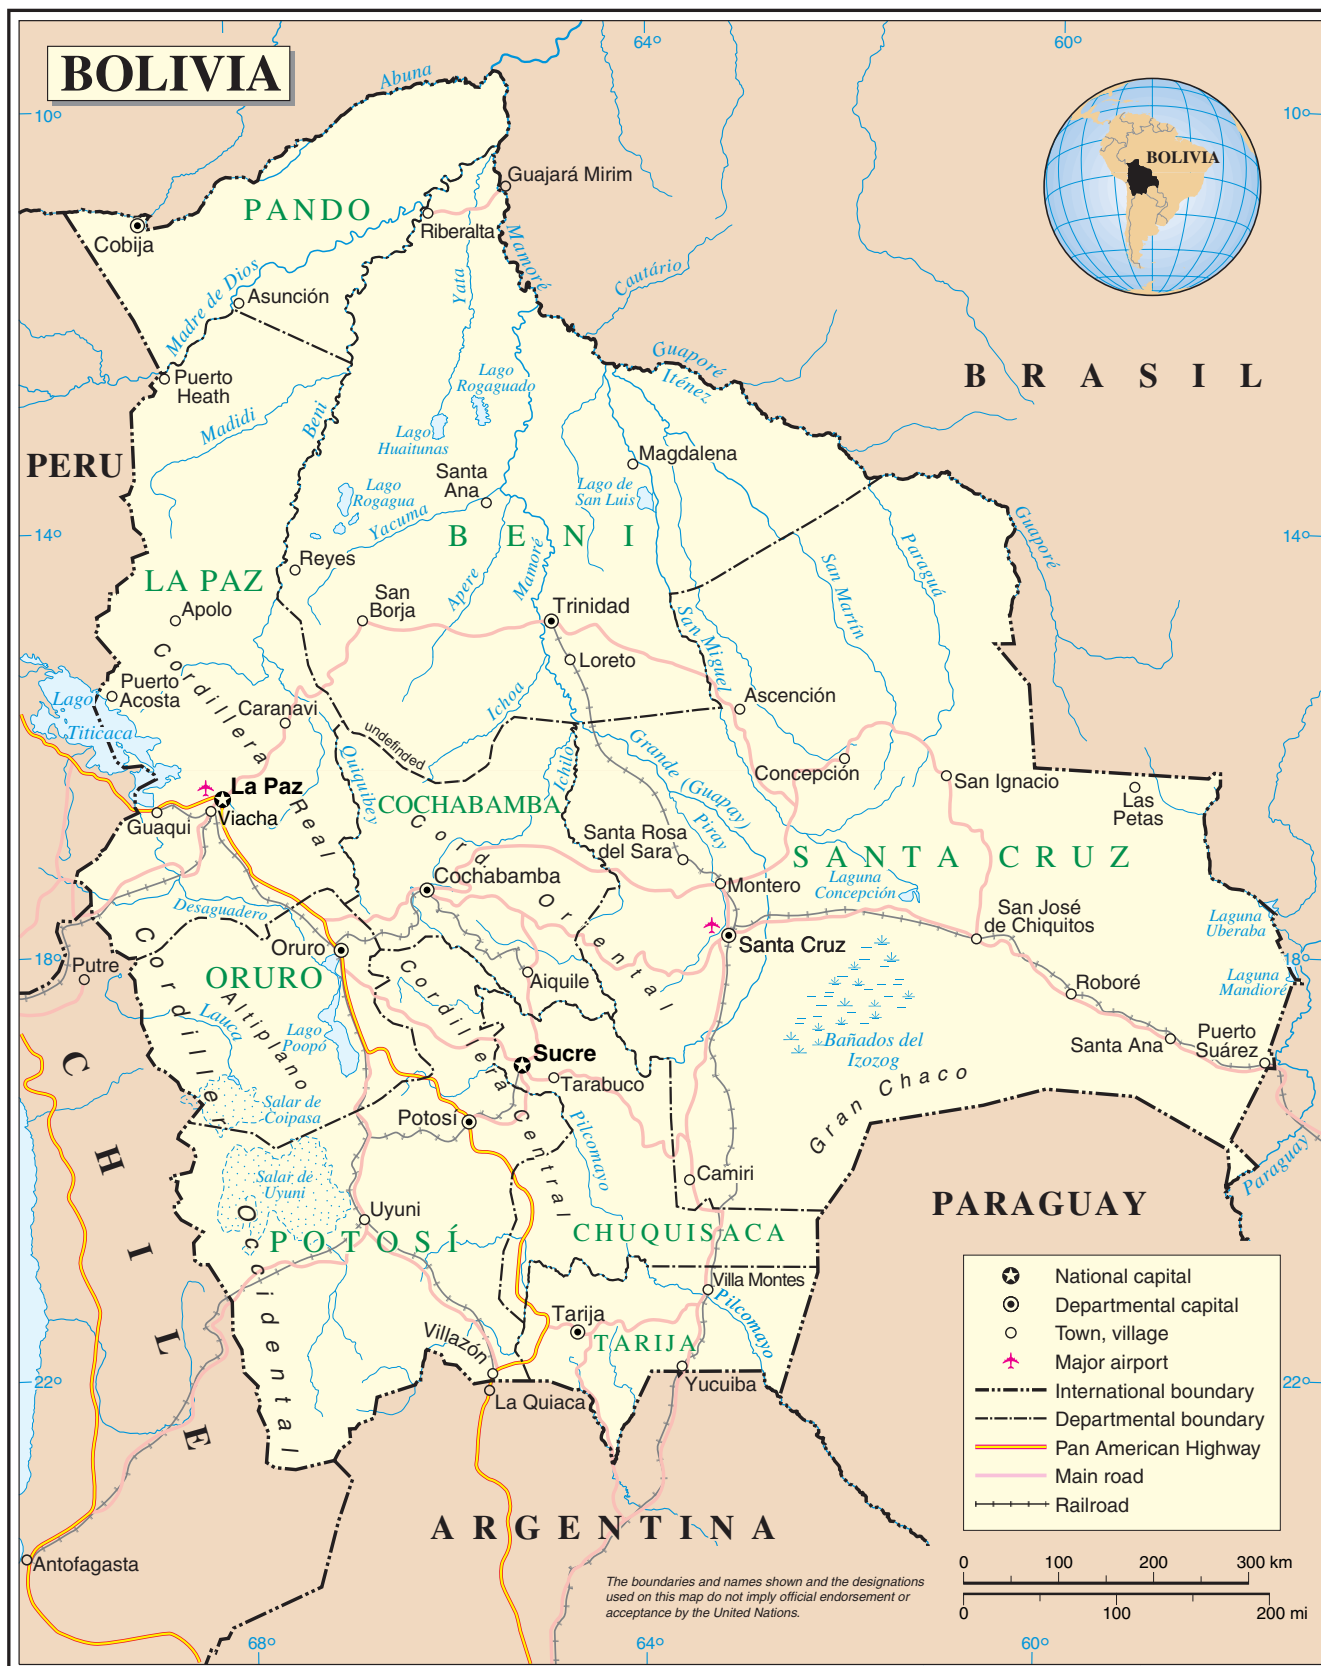 BOLIVIA
64°
60°
Abuna
10°
10°
BOLIVIA
Guajará Mirim
PANDO
Riberalta
Cobija
Mamoré
Yata
Cautário
Madre de Dios
Asunción
Guaporé
Iténez
BRASIL
Puerto
Heath
Lago
Rogaguado
Madidi
Beni
Lago
Huaitunas
PERU
Magdalena
Santa
Ana
Lago
Rogagua
Lago de
San Luis
Yacuma
Guaporé
14°
14°
BENI
Paraguá
Reyes
Mamoré
San Martín
LA PAZ
Apere
San
Borja
Apolo
Trinidad
San Miguel
Cordillera
Real
Loreto
Puerto
Acosta
Lago
Titicaca
Ichoa
Ascención
Caranavi
undefinded
Quiquibey
Ichilo
Grande (Guapay)
Concepción
San Ignacio
Piray
La Paz
COCHABAMBA
Las
Petas
Guaqui
Viacha
Cord. Oriental
Santa Rosa
del Sara
SANTA CRUZ
Cochabamba
Montero
Laguna
Concepción
Desaguadero
San José
de Chiquitos
Laguna
Uberaba
Oruro
Santa Cruz
18°
18°
Putre
ORURO
Aiquile
Laguna
Mandioré
Roboré
Cordillera
Occidental
Altiplano
Lauca
Lago
Poopó
Cordillera
Central
Bañados del
Izozog
Santa Ana
Puerto
Suárez
Sucre
Tarabuco
Gran Chaco
Salar de
Coipasa
Potosí
Pilcomayo
CHILE
Salar de
Uyuni
Camiri
Paraguay
PARAGUAY
Uyuni
POTOSÍ
CHUQUISACA
Villa Montes
Pilcomayo
Tarija
TARIJA
Villazón
22°
22°
La Quiaca
Yucuiba
National capital
Departmental capital
Town, village
Major airport
International boundary
Departmental boundary
Pan American Highway
Main road
Railroad
ARGENTINA
Antofagasta
0 100 200 300 km
0 100 200 mi
The boundaries and names shown and the designations
used on this map do not imply official endorsement or
acceptance by the United Nations.
68°
64°
60°